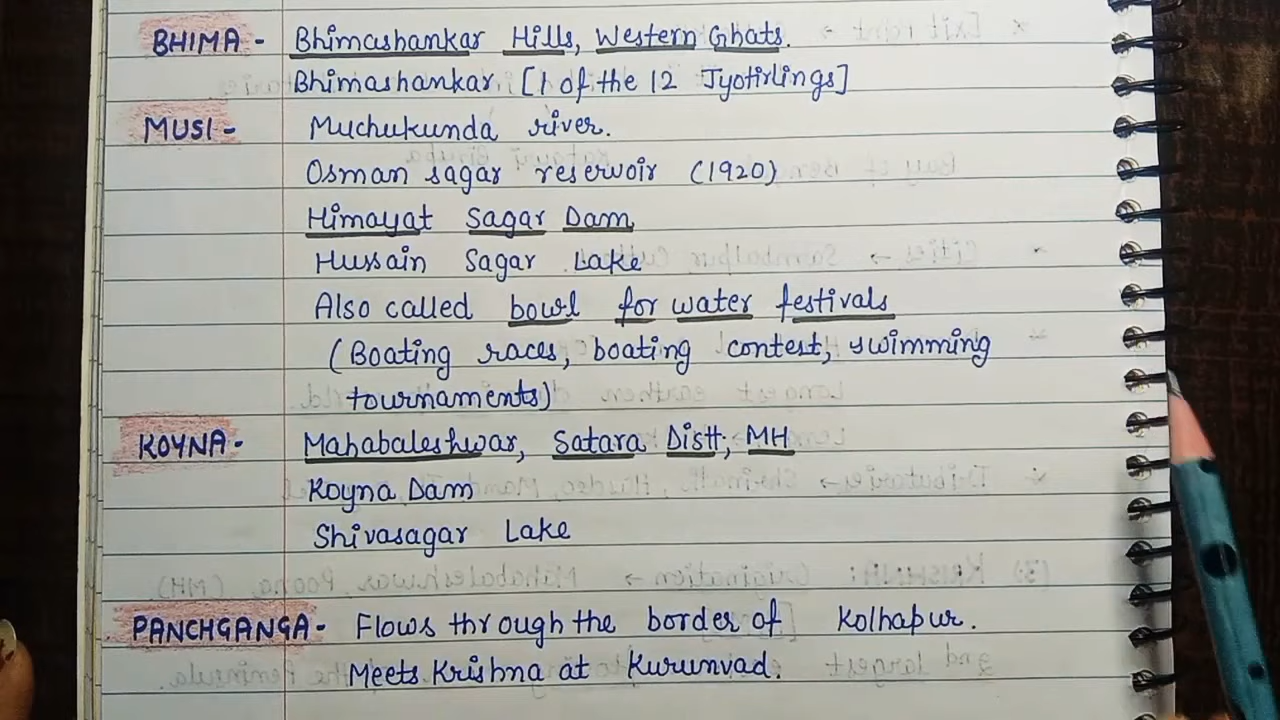 BHIMA - Bhimashankar Hills, Western Ghats.
Bhimashankar [1 of the 12 Jyotirlings]
MUSI - Muchukunda river.
Osman sagar reservoir (1920)
Himayat Sagar Dam
Hussain Sagar Lake
Also called bowl for water festivals
(Boating races, boating contest, swimming
tournaments)
KOYNA - Mahabaleshwar, Satara Distt, MH
Koyna Dam
Shivasagar Lake
PANCHGANGA - Flows through the border of Kolhapur.
Meets Krishna at Kurunvad.